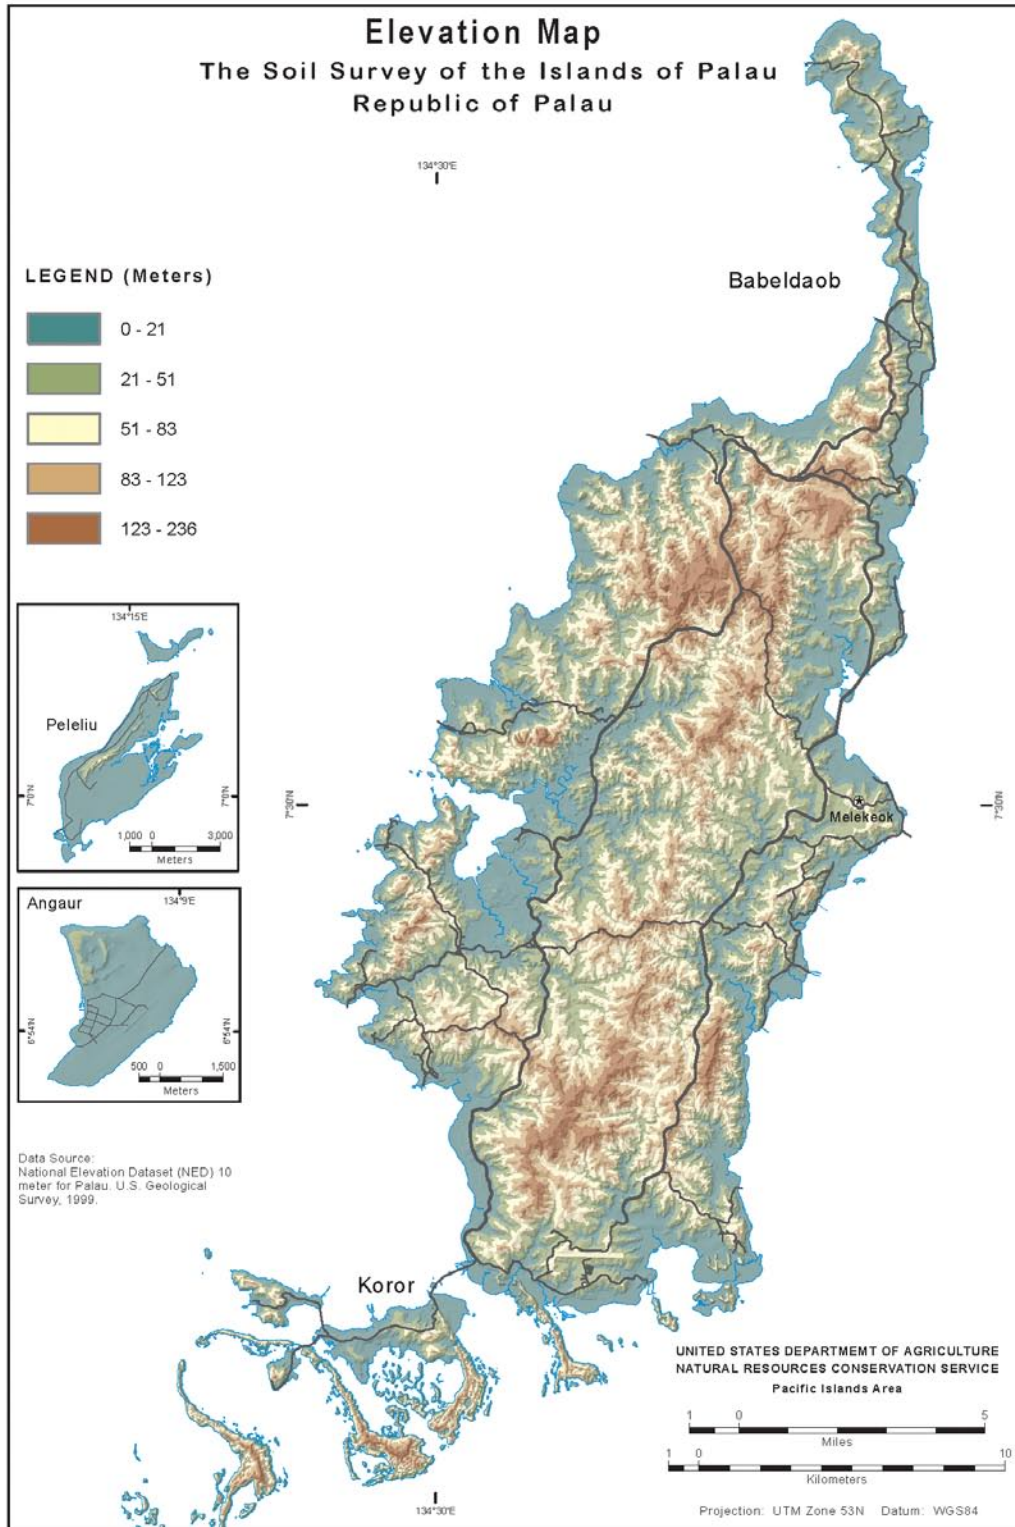 Elevation Map
The Soil Survey of the Islands of Palau
Republic of Palau
134°30'E
Babeldaob
LEGEND (Meters)
0 - 21
21 - 51
51 - 83
83 - 123
123 - 236
134°15'E
Peleliu
7°0'N
7°0'N
1,000 0 3,000
Meters
7°30'N
7°30'N
Melekeok
Angaur
134°9'E
6°54'N
6°54'N
500 0 1,500
Meters
Data Source:
National Elevation Dataset (NED) 10
meter for Palau. U.S. Geological
Survey, 1999.
Koror
UNITED STATES DEPARTMEMT OF AGRICULTURE
NATURAL RESOURCES CONSERVATION SERVICE
Pacific Islands Area
1 0 5
Miles
1 0 10
Kilometers
134°30'E
Projection: UTM Zone 53N Datum: WGS84